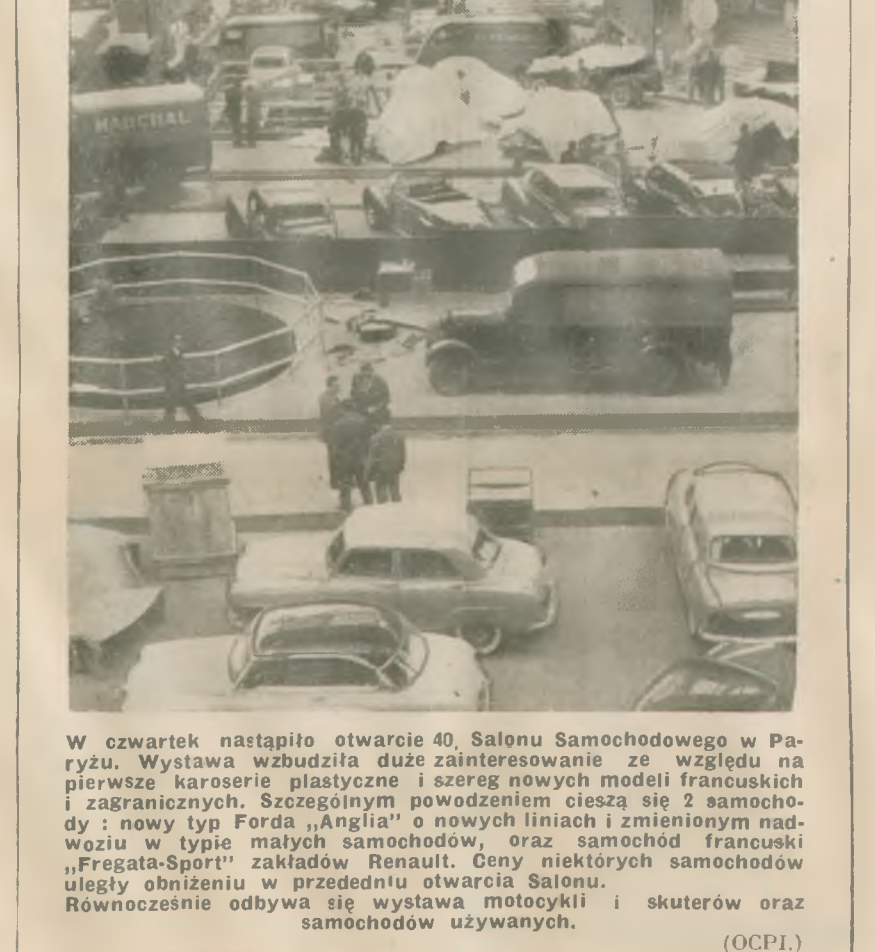 MARCHAL
W czwartek nastąpiło otwarcie 40. Salonu Samochodowego w Pa-
ryżu. Wystawa wzbudziła duże zainteresowanie ze względu na
pierwsze karoserie plastyczne i szereg nowych modeli francuskich
i zagranicznych. Szczególnym powodzeniem cieszą się 2 samocho-
dy : nowy typ Forda „Anglia” o nowych liniach i zmienionym nad-
woziu w typie małych samochodów, oraz samochód francuski
„Fregata-Sport” zakładów Renault. Ceny niektórych samochodów
uległy obniżeniu w przededniu otwarcia Salonu.
Równocześnie odbywa się wystawa motocykli i skuterów oraz
samochodów używanych.
(OCPI.)